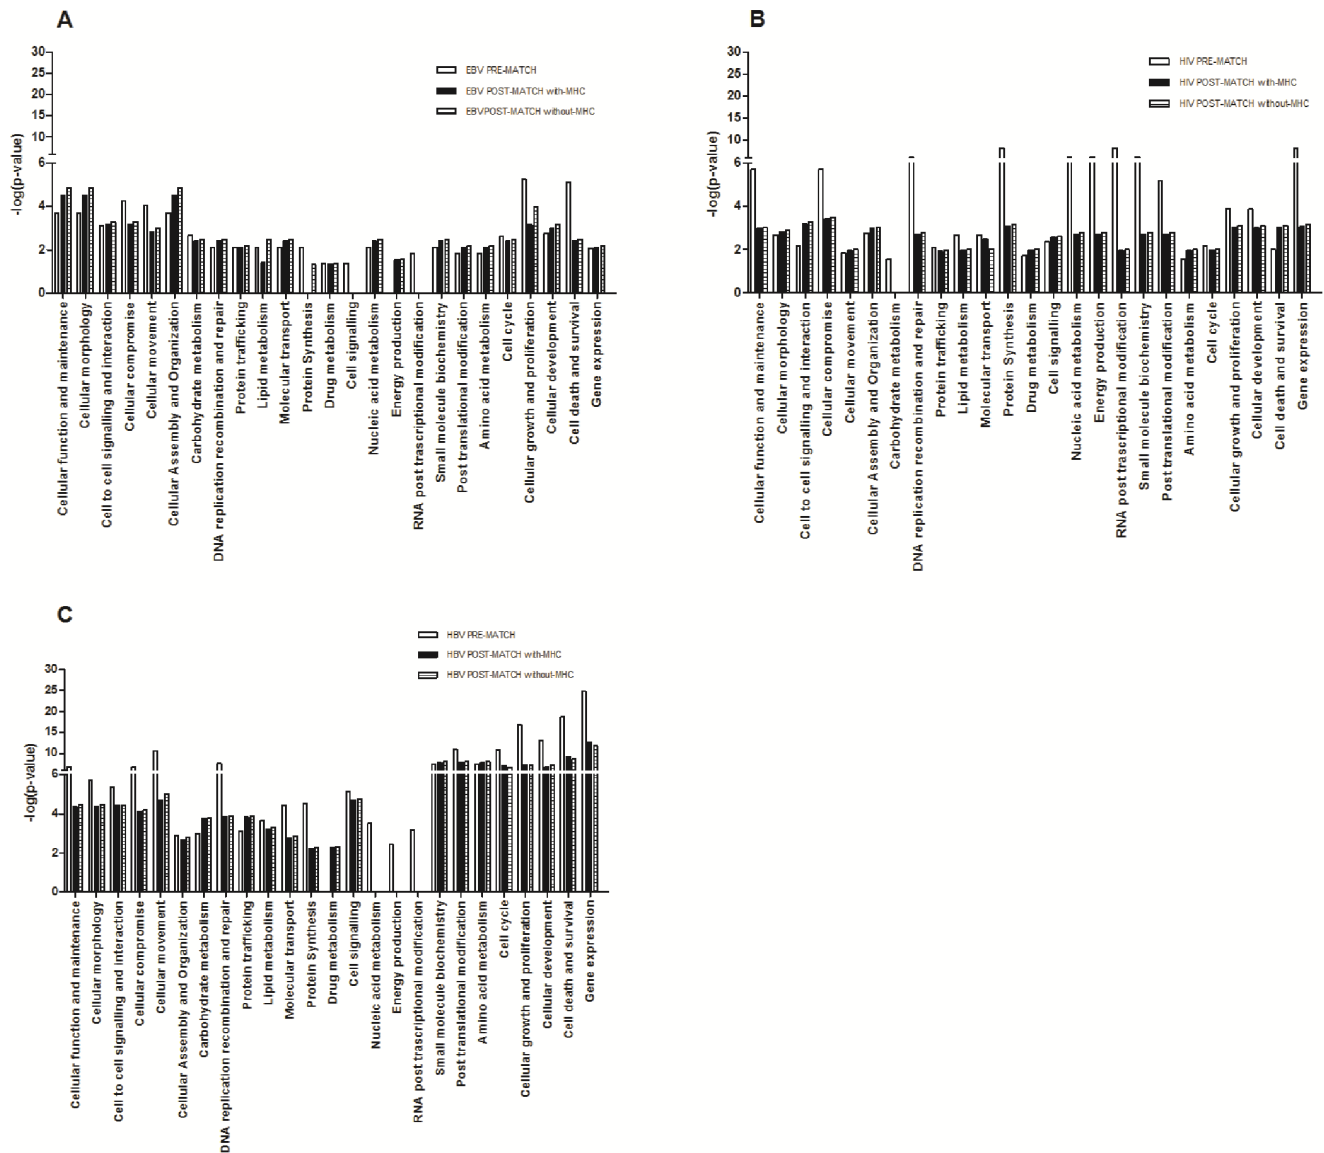 A
30
25
20
15
10
6
4
2
0
-log(p-value)
EBV PRE-MATCH
EBV POST-MATCH with-MHC
EBVPOST-MATCH without-MHC
Cellular function and maintenance
Cellular morphology
Cell to cell signalling and interaction
Cellular compromise
Cellular movement
Cellular Assembly and Organization
Carbohydrate metabolism
DNA replication recombination and repair
Protein trafficking
Lipid metabolism
Molecular transport
Protein Synthesis
Drug metabolism
Cell signalling
Nucleic acid metabolism
Energy production
RNA post trascriptional modification
Small molecule biochemistry
Post translational modification
Amino acid metabolism
Cell cycle
Cellular growth and proliferation
Cellular development
Cell death and survival
Gene expression
B
30
25
20
15
10
6
4
2
0
-log(p-value)
HIV PRE-MATCH
HIV POST-MATCH with-MHC
HIV POST-MATCH without-MHC
Cellular function and maintenance
Cellular morphology
Cell to cell signalling and interaction
Cellular compromise
Cellular movement
Cellular Assembly and Organization
Carbohydrate metabolism
DNA replication recombination and repair
Protein trafficking
Lipid metabolism
Molecular transport
Protein Synthesis
Drug metabolism
Cell signalling
Nucleic acid metabolism
Energy production
RNA post trascriptional modification
Small molecule biochemistry
Post translational modification
Amino acid metabolism
Cell cycle
Cellular growth and proliferation
Cellular development
Cell death and survival
Gene expression
C
30
25
20
15
10
6
4
2
0
-log(p-value)
HBV PRE-MATCH
HBV POST-MATCH with-MHC
HBV POST-MATCH without-MHC
Cellular function and maintenance
Cellular morphology
Cell to cell signalling and interaction
Cellular compromise
Cellular movement
Cellular Assembly and Organization
Carbohydrate metabolism
DNA replication recombination and repair
Protein trafficking
Lipid metabolism
Molecular transport
Protein Synthesis
Drug metabolism
Cell signalling
Nucleic acid metabolism
Energy production
RNA post trascriptional modification
Small molecule biochemistry
Post translational modification
Amino acid metabolism
Cell cycle
Cellular growth and proliferation
Cellular development
Cell death and survival
Gene expression